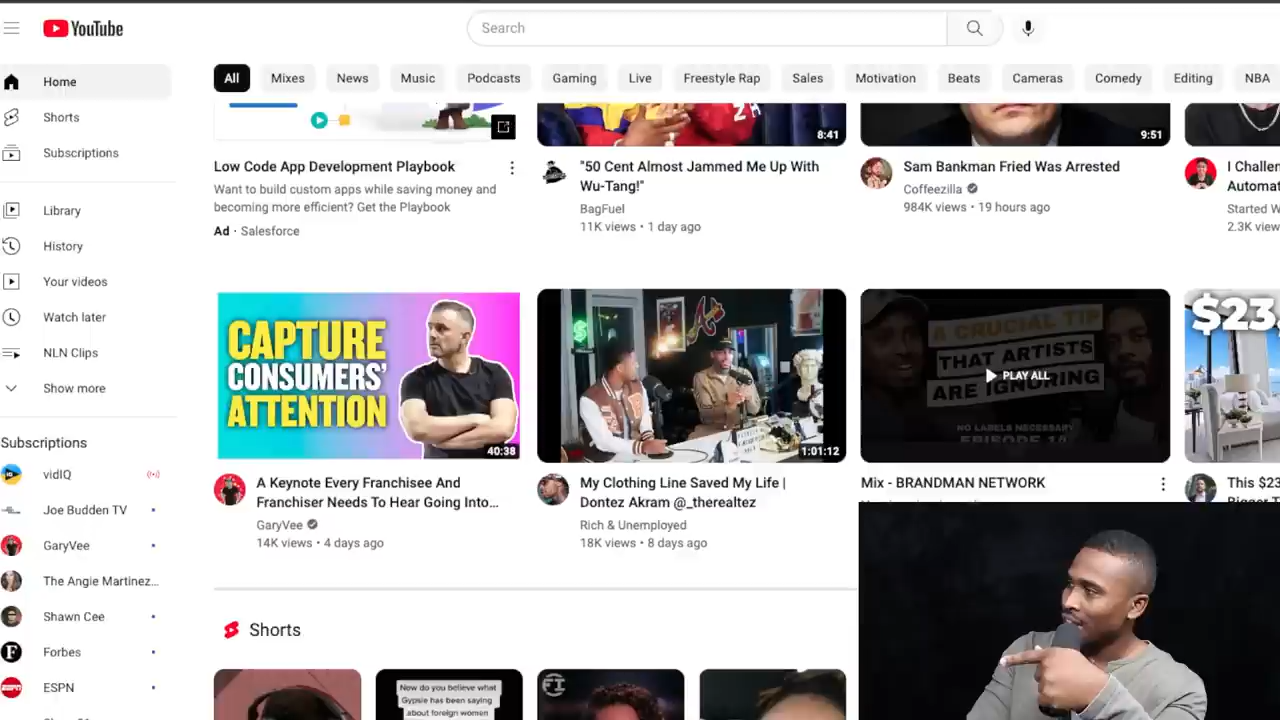 YouTube
Search
All
Mixes
News
Music
Podcasts
Gaming
Live
Freestyle Rap
Sales
Motivation
Beats
Cameras
Comedy
Editing
NBA
Home
Shorts
Subscriptions
Library
History
Your videos
Watch later
NLN Clips
Show more
Subscriptions
vidIQ
Joe Budden TV
GaryVee
The Angie Martinez...
Shawn Cee
Forbes
ESPN
Low Code App Development Playbook
Want to build custom apps while saving money and
becoming more efficient? Get the Playbook
Ad · Salesforce
8:41
"50 Cent Almost Jammed Me Up With
Wu-Tang!"
BagFuel
11K views • 1 day ago
9:51
Sam Bankman Fried Was Arrested
Coffeezilla
984K views • 19 hours ago
I Challen
Automat
Started W
2.3K view
CAPTURE
CONSUMERS'
ATTENTION
40:38
A Keynote Every Franchisee And
Franchiser Needs To Hear Going Into...
GaryVee
14K views • 4 days ago
1:01:12
My Clothing Line Saved My Life |
Dontez Akram @_therealtez
Rich & Unemployed
18K views • 8 days ago
A CRUCIAL TIP
THAT ARTISTS
ARE IGNORING
PLAY ALL
NO LABELS NECESSARY
EPISODE 14
Mix - BRANDMAN NETWORK
$23,
This $23
Shorts
Now do you believe what
Gypsie has been saying
about foreign women
FI